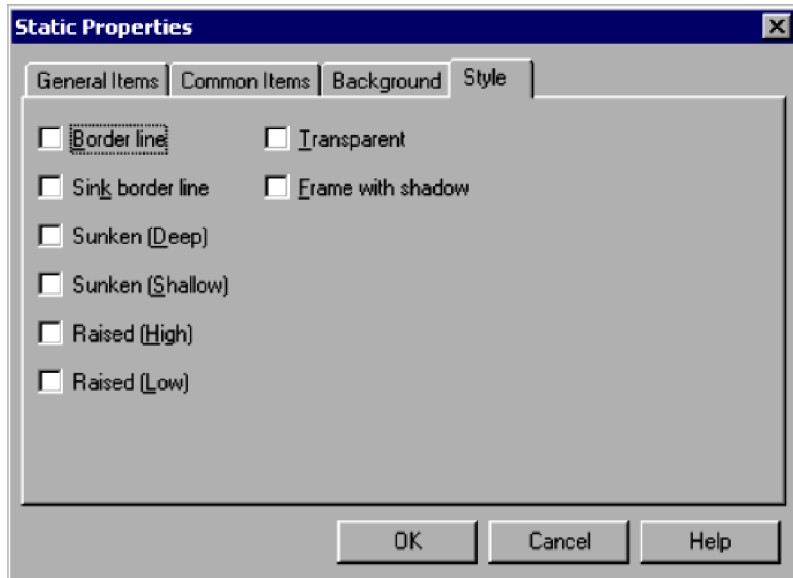 Static Properties
General Items Common Items Background Style
Border line Transparent
Sink border line Frame with shadow
Sunken (Deep)
Sunken (Shallow)
Raised (High)
Raised (Low)
OK Cancel Help